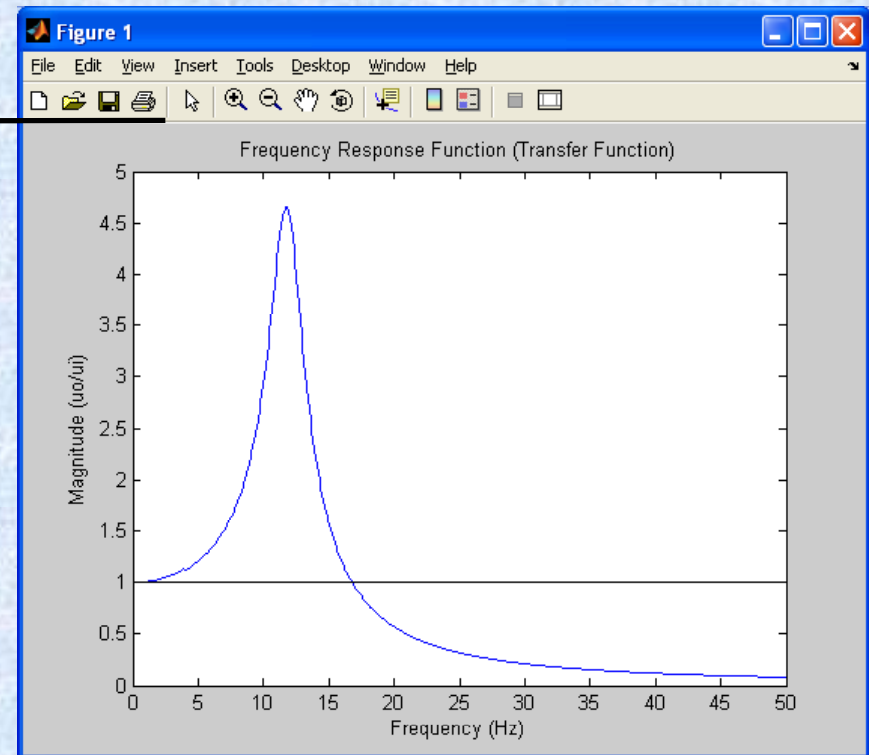 Figure 1
File Edit View Insert Tools Desktop Window Help
Frequency Response Function (Transfer Function)
5
4.5
4
3.5
3
2.5
2
1.5
1
0.5
0
Magnitude (uo/ui)
0 5 10 15 20 25 30 35 40 45 50
Frequency (Hz)